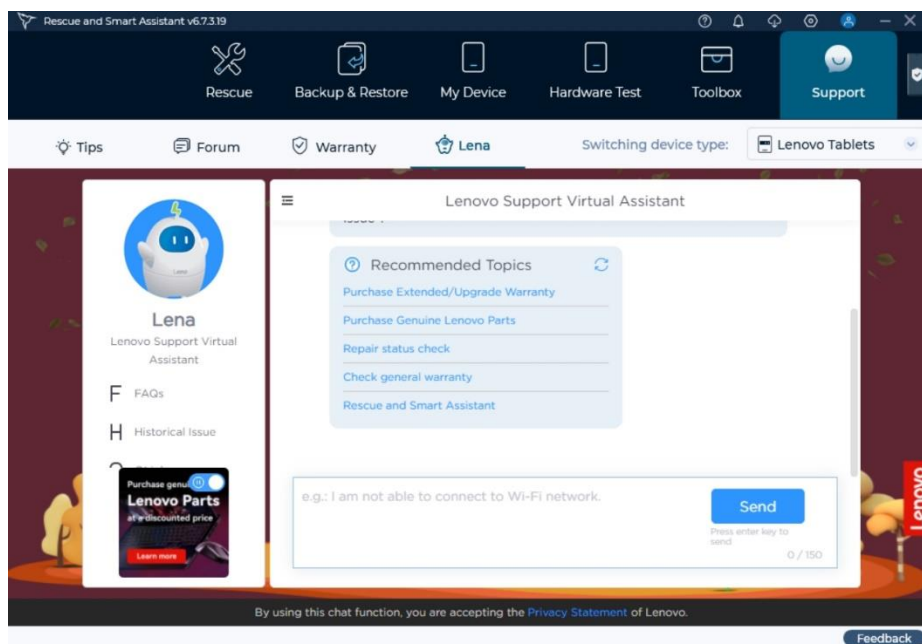 Rescue and Smart Assistant v6.7.3.19
Rescue
Backup & Restore
My Device
Hardware Test
Toolbox
Support
Tips
Forum
Warranty
Lena
Switching device type:
Lenovo Tablets
Lena
Lena
Lenovo Support Virtual
Assistant
F FAQs
H Historical Issue
Purchase genu
Lenovo Parts
at a discounted price
Learn more
Lenovo Support Virtual Assistant
Recommended Topics
Purchase Extended/Upgrade Warranty
Purchase Genuine Lenovo Parts
Repair status check
Check general warranty
Rescue and Smart Assistant
e.g.: I am not able to connect to Wi-Fi network.
Send
Press enter key to
send
0 / 150
Lenovo
By using this chat function, you are accepting the Privacy Statement of Lenovo.
Feedback